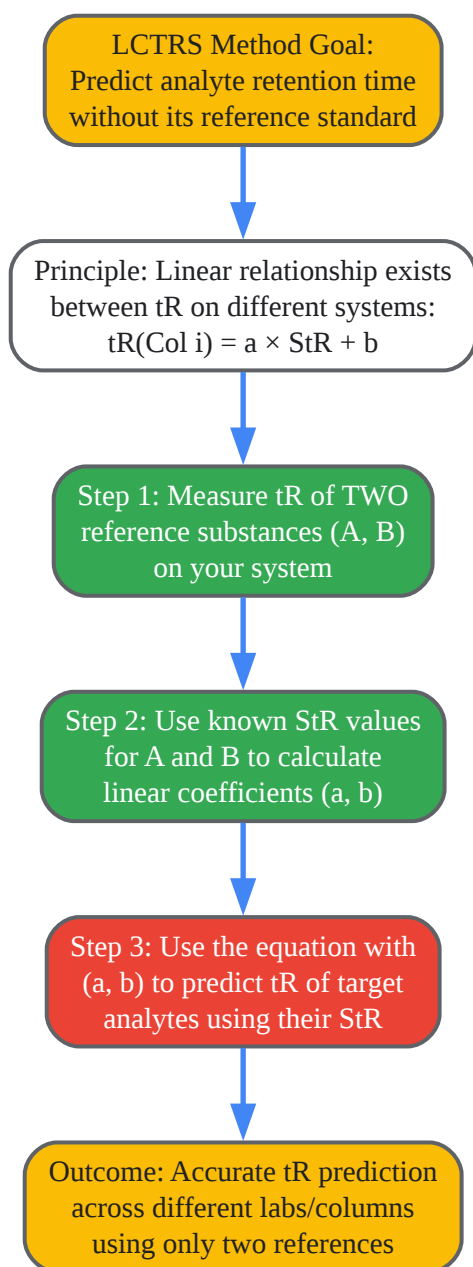 LCTRS Method Goal:
Predict analyte retention time
without its reference standard
Principle: Linear relationship exists
between tR on different systems:
tR(Col i) = a × StR + b
Step 1: Measure tR of TWO
reference substances (A, B)
on your system
Step 2: Use known StR values
for A and B to calculate
linear coefficients (a, b)
Step 3: Use the equation with
(a, b) to predict tR of target
analytes using their StR
Outcome: Accurate tR prediction
across different labs/columns
using only two references